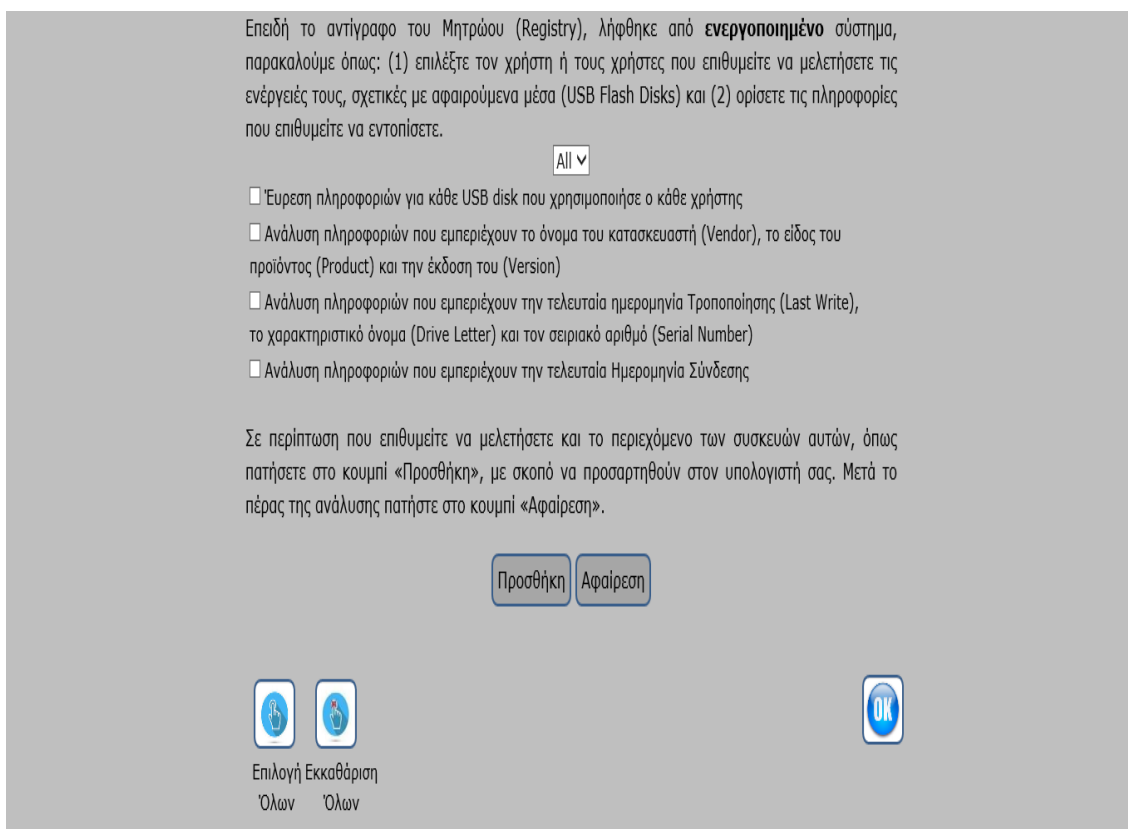 Επειδή το αντίγραφο του Μητρώου (Registry), λήφθηκε από ενεργοποιημένο σύστημα,
παρακαλούμε όπως: (1) επιλέξτε τον χρήστη ή τους χρήστες που επιθυμείτε να μελετήσετε τις
ενέργειές τους, σχετικές με αφαιρούμενα μέσα (USB Flash Disks) και (2) ορίσετε τις πληροφορίες
που επιθυμείτε να εντοπίσετε.
All
Έυρεση πληροφοριών για κάθε USB disk που χρησιμοποιήσε ο κάθε χρήστης
Ανάλυση πληροφοριών που εμπεριέχουν το όνομα του κατασκευαστή (Vendor), το είδος του
προϊόντος (Product) και την έκδοση του (Version)
Ανάλυση πληροφοριών που εμπεριέχουν την τελευταία ημερομηνία Τροποποίησης (Last Write),
το χαρακτηριστικό όνομα (Drive Letter) και τον σειριακό αριθμό (Serial Number)
Ανάλυση πληροφοριών που εμπεριέχουν την τελευταία Ημερομηνία Σύνδεσης
Σε περίπτωση που επιθυμείτε να μελετήσετε και το περιεχόμενο των συσκευών αυτών, όπως
πατήσετε στο κουμπί «Προσθήκη», με σκοπό να προσαρτηθούν στον υπολογιστή σας. Μετά το
πέρας της ανάλυσης πατήστε στο κουμπί «Αφαίρεση».
Προσθήκη Αφαίρεση
OK
Επιλογή Εκκαθάριση
Όλων Όλων